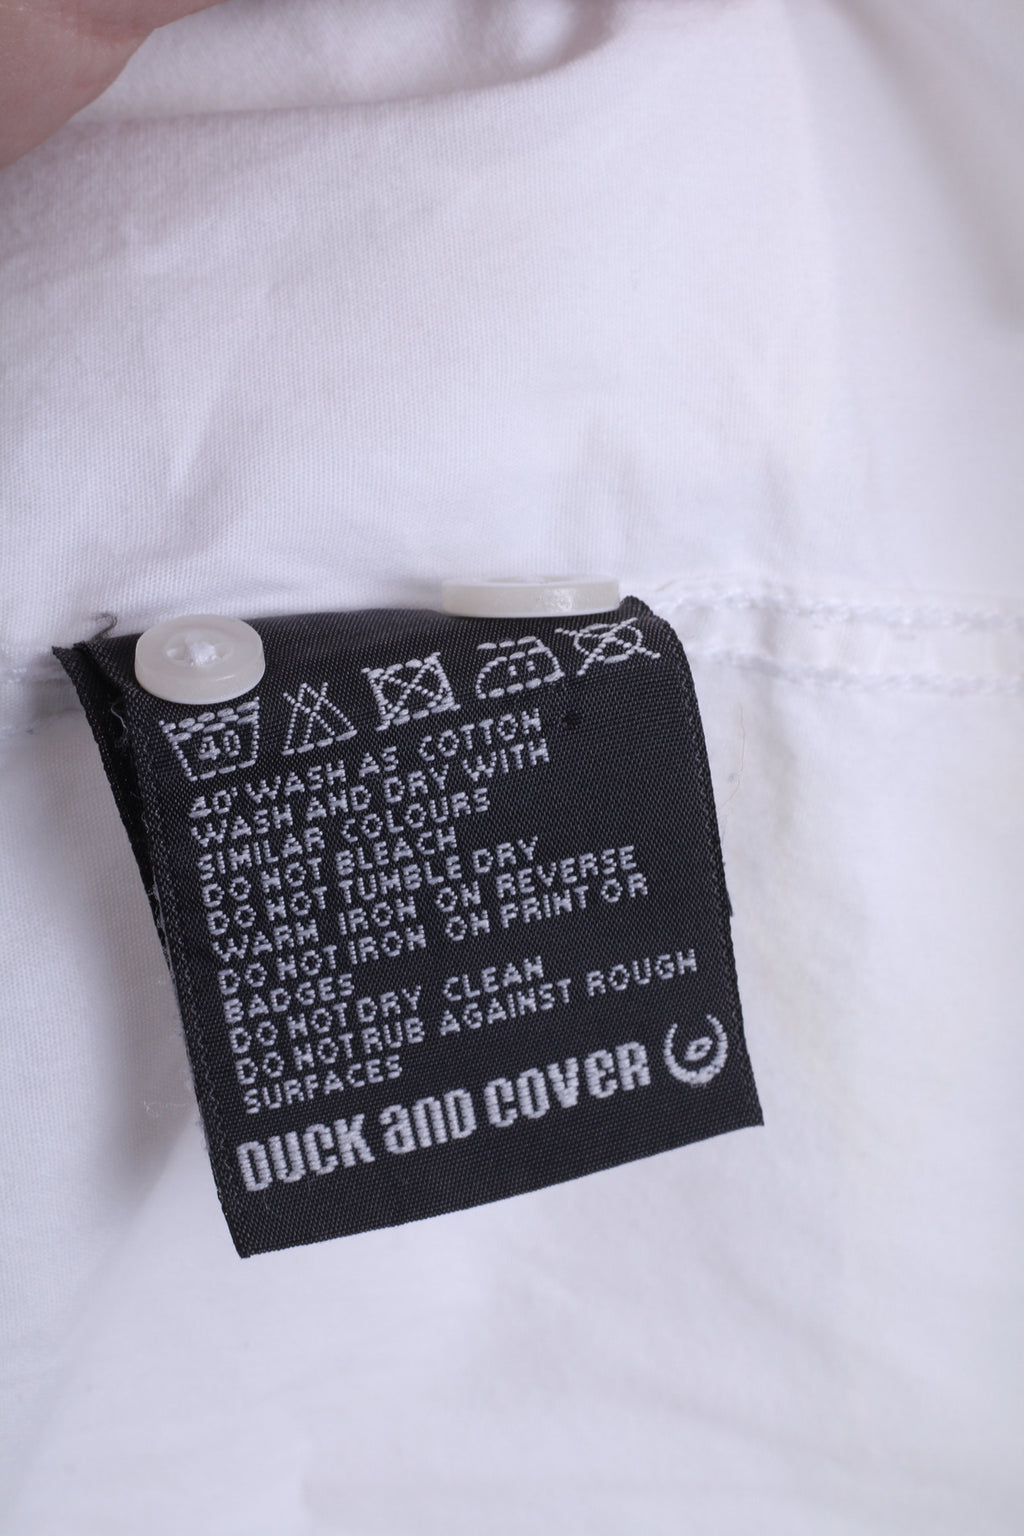 40
40° WASH AS COTTON
WASH AND DRY WITH
SIMILAR COLOURS
DO NOT BLEACH
DO NOT TUMBLE DRY
WARM IRON ON REVERSE
DO NOT IRON ON PRINT OR
BADGES
DO NOT DRY CLEAN
DO NOT RUB AGAINST ROUGH
SURFACES
DUCK and COVER